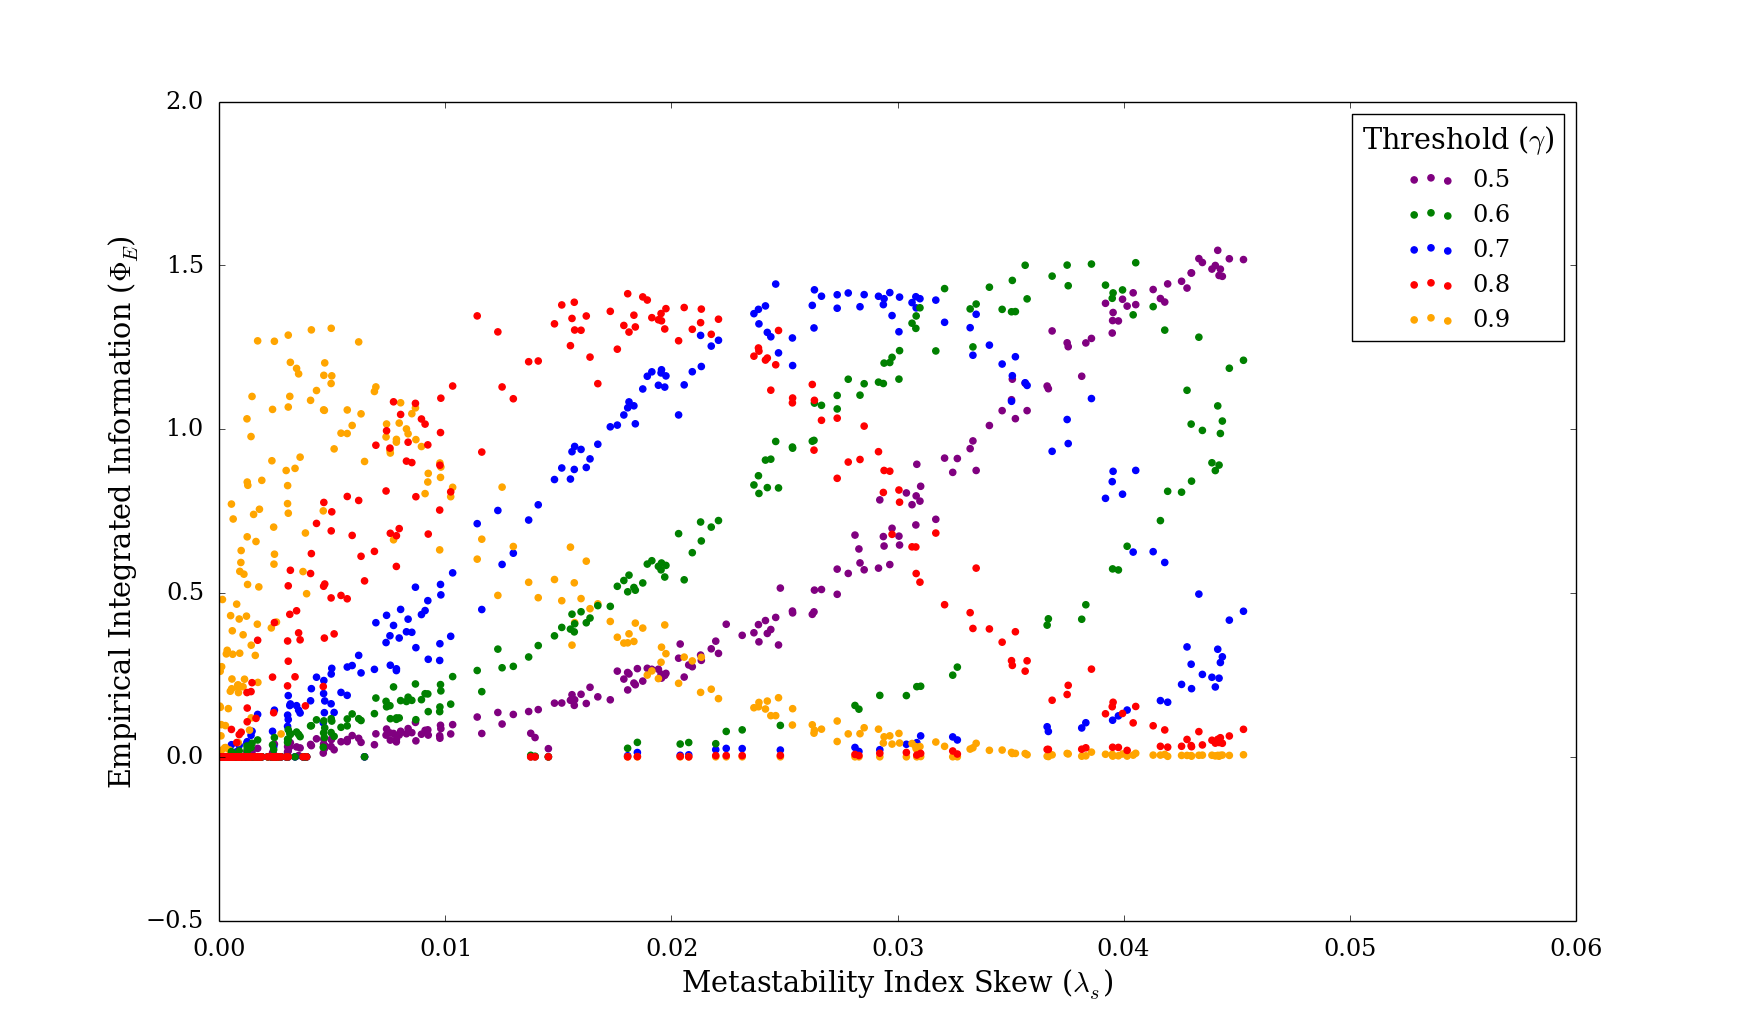 2.0
1.5
1.0
0.5
0.0
−0.5
0.00 0.01 0.02 0.03 0.04 0.05 0.06
Empirical Integrated Information (Φ_E)
Metastability Index Skew (λ_s)
Threshold (γ)
0.5
0.6
0.7
0.8
0.9